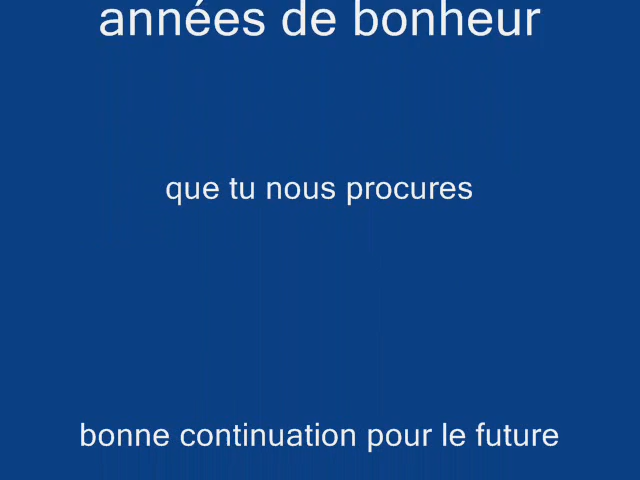 années de bonheur
que tu nous procures
bonne continuation pour le future